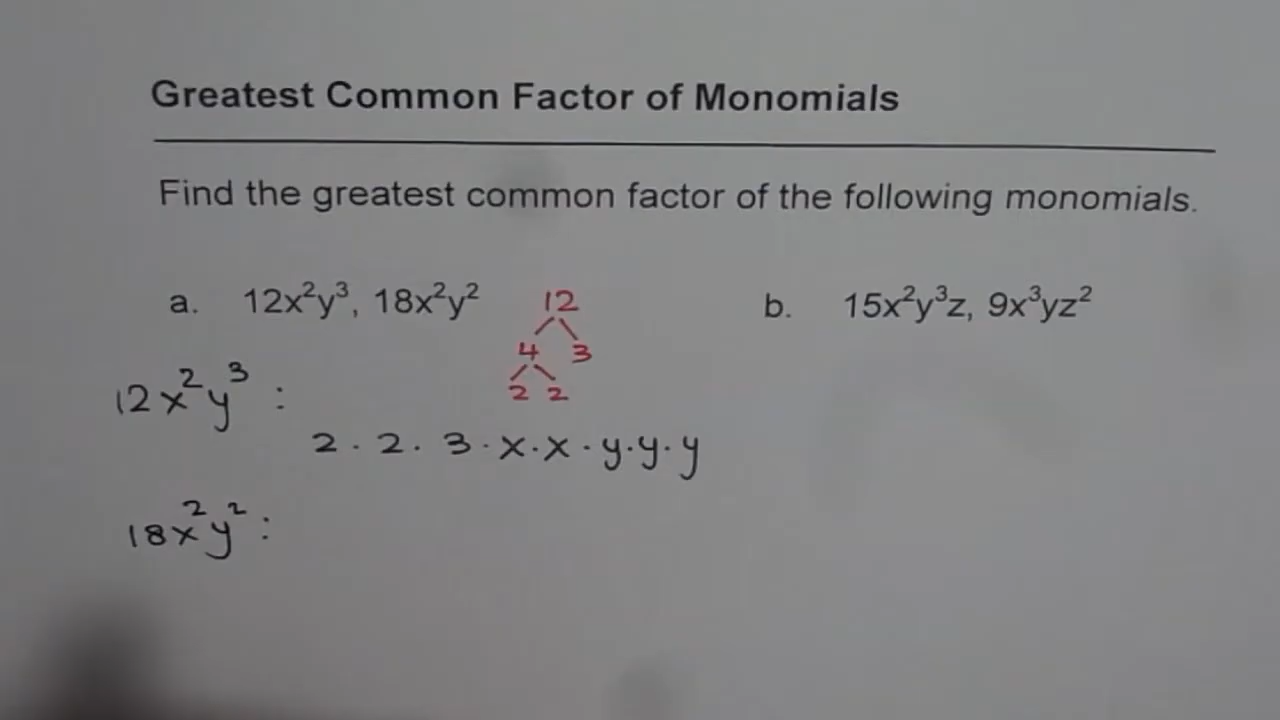 Greatest Common Factor of Monomials
Find the greatest common factor of the following monomials.
a. 12x²y³, 18x²y²
12
4 3
2 2
b. 15x²y³z, 9x³yz²
12x²y³ :
2 · 2 · 3 · x · x · y · y · y
18x²y² :